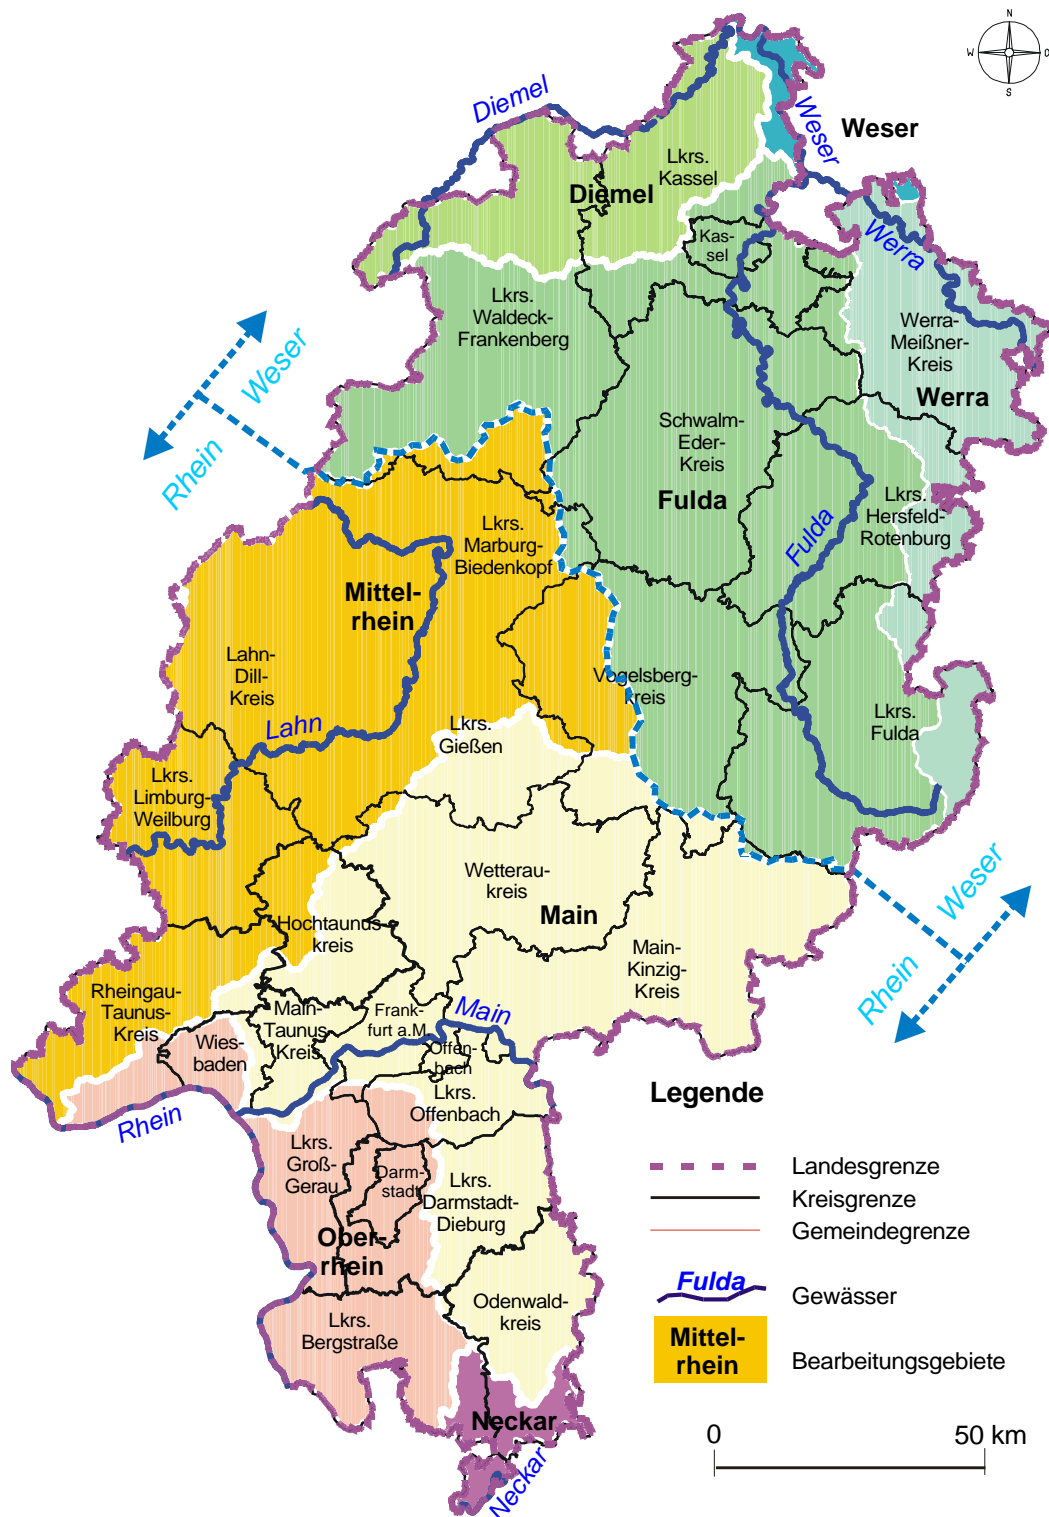 N
W
O
S
Diemel
Weser
Weser
Lkrs.
Kassel
Diemel
Kas-
sel
Werra
Lkrs.
Waldeck-
Frankenberg
Werra-
Meißner-
Kreis
Werra
Weser
Rhein
Schwalm-
Eder-
Kreis
Fulda
Fulda
Lkrs.
Hersfeld-
Rotenburg
Lkrs.
Marburg-
Biedenkopf
Mittel-
rhein
Lahn-
Dill-
Kreis
Vogelsberg-
kreis
Lkrs.
Fulda
Lahn
Lkrs.
Gießen
Lkrs.
Limburg-
Weilburg
Wetterau-
kreis
Main
Weser
Rhein
Hochtaunus
kreis
Main-
Kinzig-
Kreis
Rheingau-
Taunus-
Kreis
Main-
Taunus
Kreis
Frank-
furt a.M.
Main
Wies-
baden
Offen-
bach
Lkrs.
Offenbach
Rhein
Lkrs.
Groß-
Gerau
Darm-
stadt
Lkrs.
Darmstadt-
Dieburg
Ober-
rhein
Odenwald-
kreis
Lkrs.
Bergstraße
Neckar
Neckar
Legende
Landesgrenze
Kreisgrenze
Gemeindegrenze
Fulda
Gewässer
Mittel-
rhein
Bearbeitungsgebiete
0
50 km